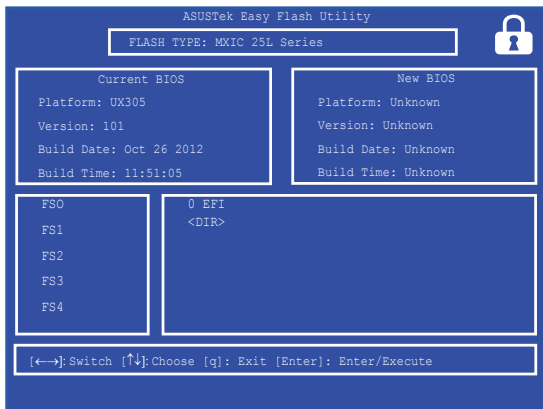 ASUSTek Easy Flash Utility
FLASH TYPE: MXIC 25L Series
Current BIOS
Platform: UX305
Version: 101
Build Date: Oct 26 2012
Build Time: 11:51:05
New BIOS
Platform: Unknown
Version: Unknown
Build Date: Unknown
Build Time: Unknown
FSO
FS1
FS2
FS3
FS4
0 EFI
<DIR>
[←→]: Switch [↑↓]: Choose [q]: Exit [Enter]: Enter/Execute